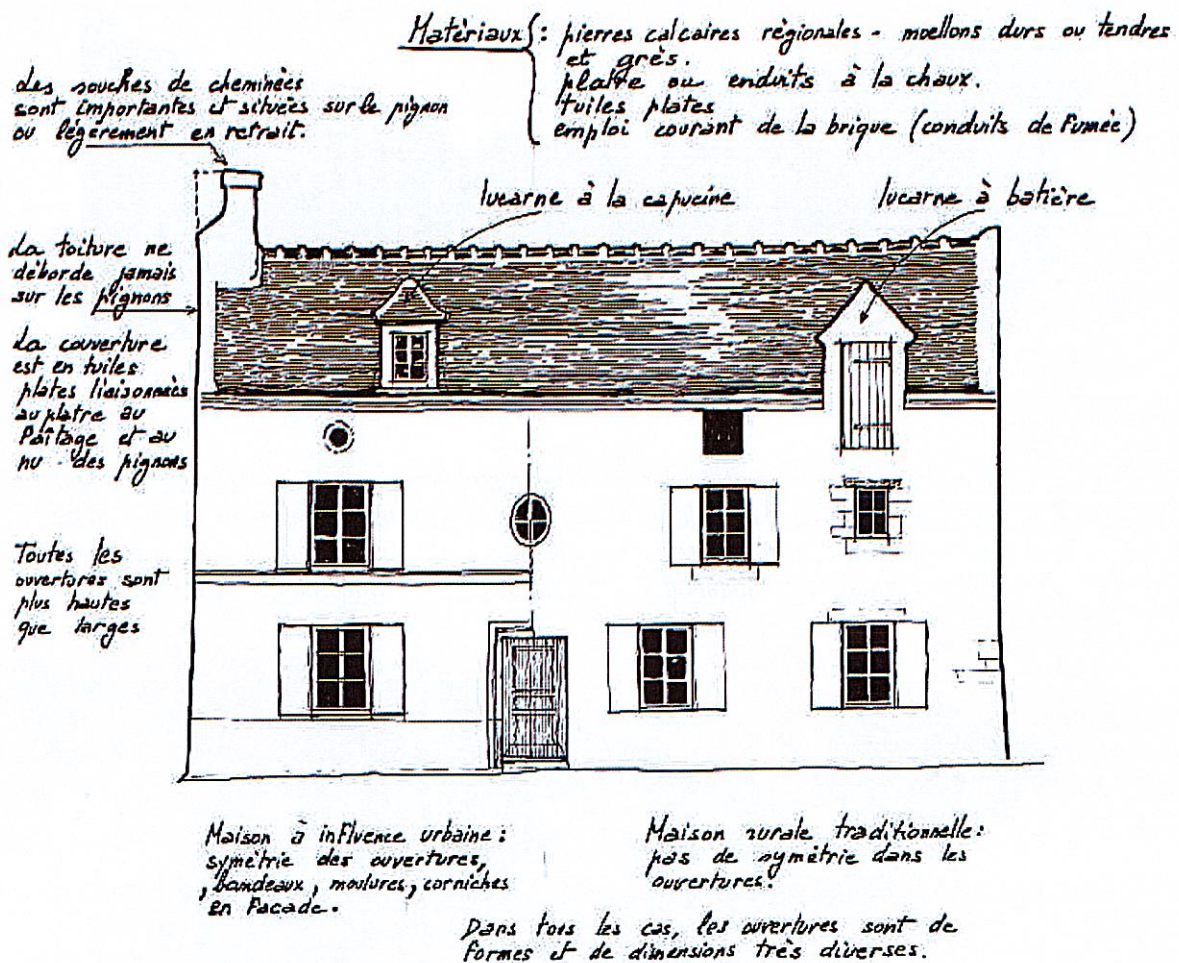 Matériaux : pierres calcaires régionales - moellons durs ou tendres
et grès.
plâtre ou enduits à la chaux.
tuiles plates
emploi courant de la brique (conduits de fumée)
Les souches de cheminées
sont importantes et situées sur le pignon
ou légèrement en retrait.
lucarne à la capucine
lucarne à batière
La toiture ne
déborde jamais
sur les pignons
La couverture
est en tuiles
plates liaisonnées
au platre au
faîtage et au
nu des pignons
Toutes les
ouvertures sont
plus hautes
que larges
Maison à influence urbaine :
symétrie des ouvertures,
, bandeaux, moulures, corniches
en facade.
Maison rurale traditionnelle :
pas de symétrie dans les
ouvertures.
Dans tous les cas, les ouvertures sont de
formes et de dimensions très diverses.